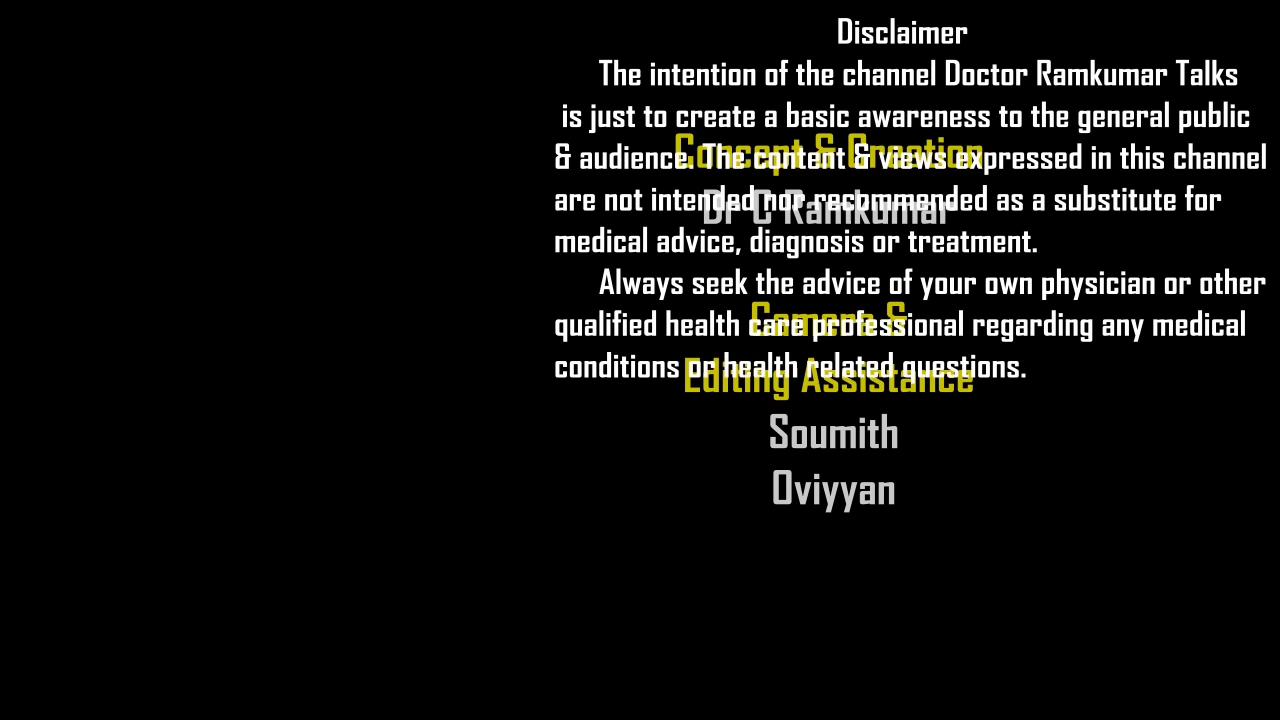 Disclaimer
The intention of the channel Doctor Ramkumar Talks
is just to create a basic awareness to the general public
& audience. The content & views expressed in this channel
are not intended nor recommended as a substitute for
medical advice, diagnosis or treatment.
Always seek the advice of your own physician or other
qualified health care professional regarding any medical
conditions or health related questions.
Concept & Creation
Dr C Ramkumar
Camera &
Editing Assistance
Soumith
Oviyyan